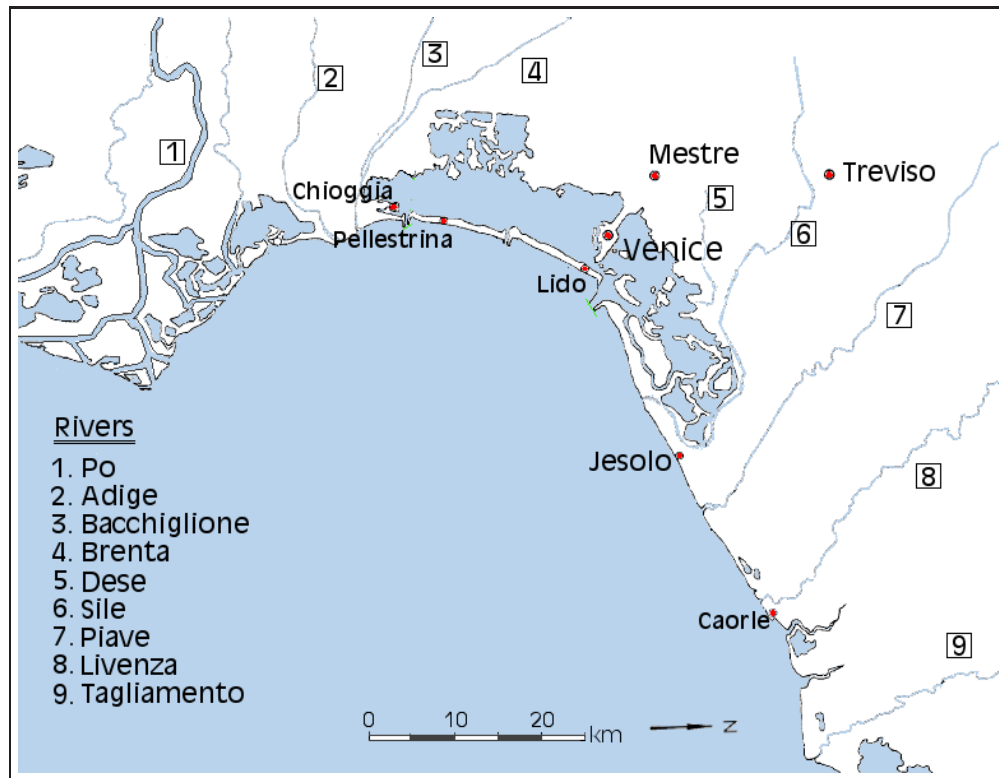 3
4
2
1
Mestre
Treviso
5
Chioggia
Pellestrina
Venice
6
Lido
7
Rivers
1. Po
2. Adige
3. Bacchiglione
4. Brenta
5. Dese
6. Sile
7. Piave
8. Livenza
9. Tagliamento
Jesolo
8
Caorle
9
0 10 20 km
N